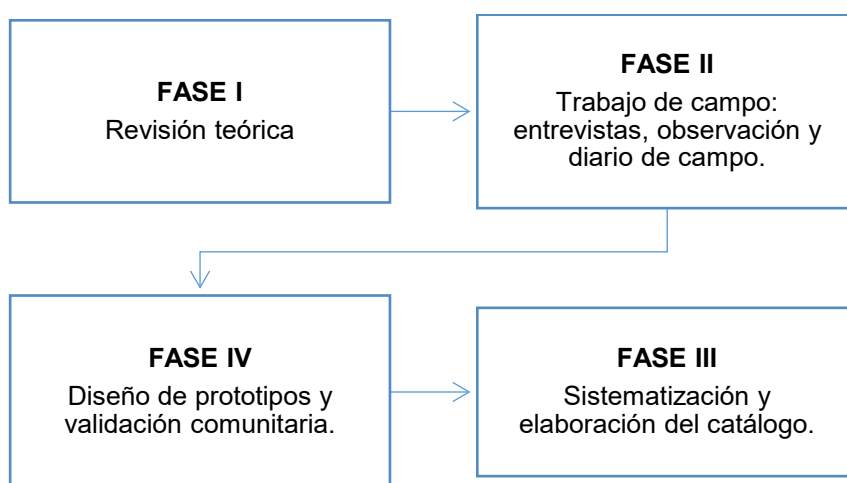 FASE I
Revisión teórica
FASE II
Trabajo de campo:
entrevistas, observación y
diario de campo.
FASE IV
Diseño de prototipos y
validación comunitaria.
FASE III
Sistematización y
elaboración del catálogo.